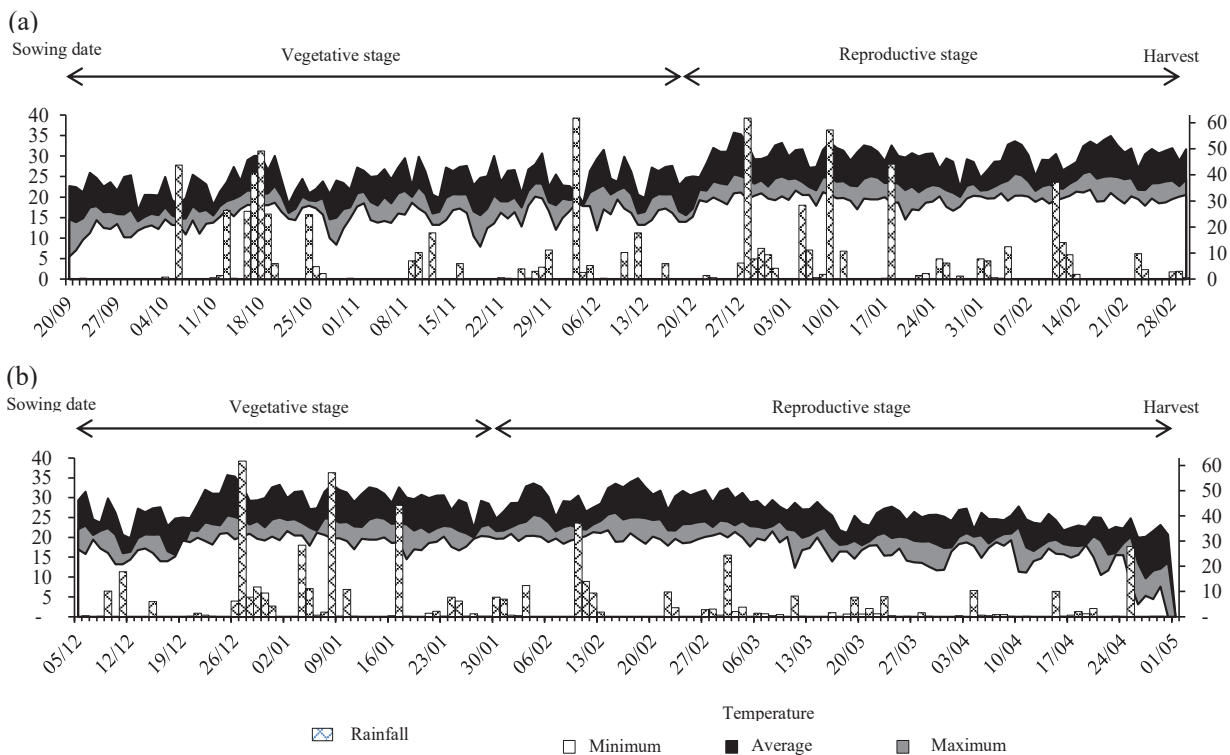 (a)
Sowing date Vegetative stage Reproductive stage Harvest
40 60
35 50
30 40
25 30
20 20
15 10
10 0
5
0
20/09 27/09 04/10 11/10 18/10 25/10 01/11 08/11 15/11 22/11 29/11 06/12 13/12 20/12 27/12 03/01 10/01 17/01 24/01 31/01 07/02 14/02 21/02 28/02
(b)
Sowing date Vegetative stage Reproductive stage Harvest
40 60
35 50
30 40
25 30
20 20
15 10
10 -
5
-
05/12 12/12 19/12 26/12 02/01 09/01 16/01 23/01 30/01 06/02 13/02 20/02 27/02 06/03 13/03 20/03 27/03 03/04 10/04 17/04 24/04 01/05
Temperature
Rainfall Minimum Average Maximum